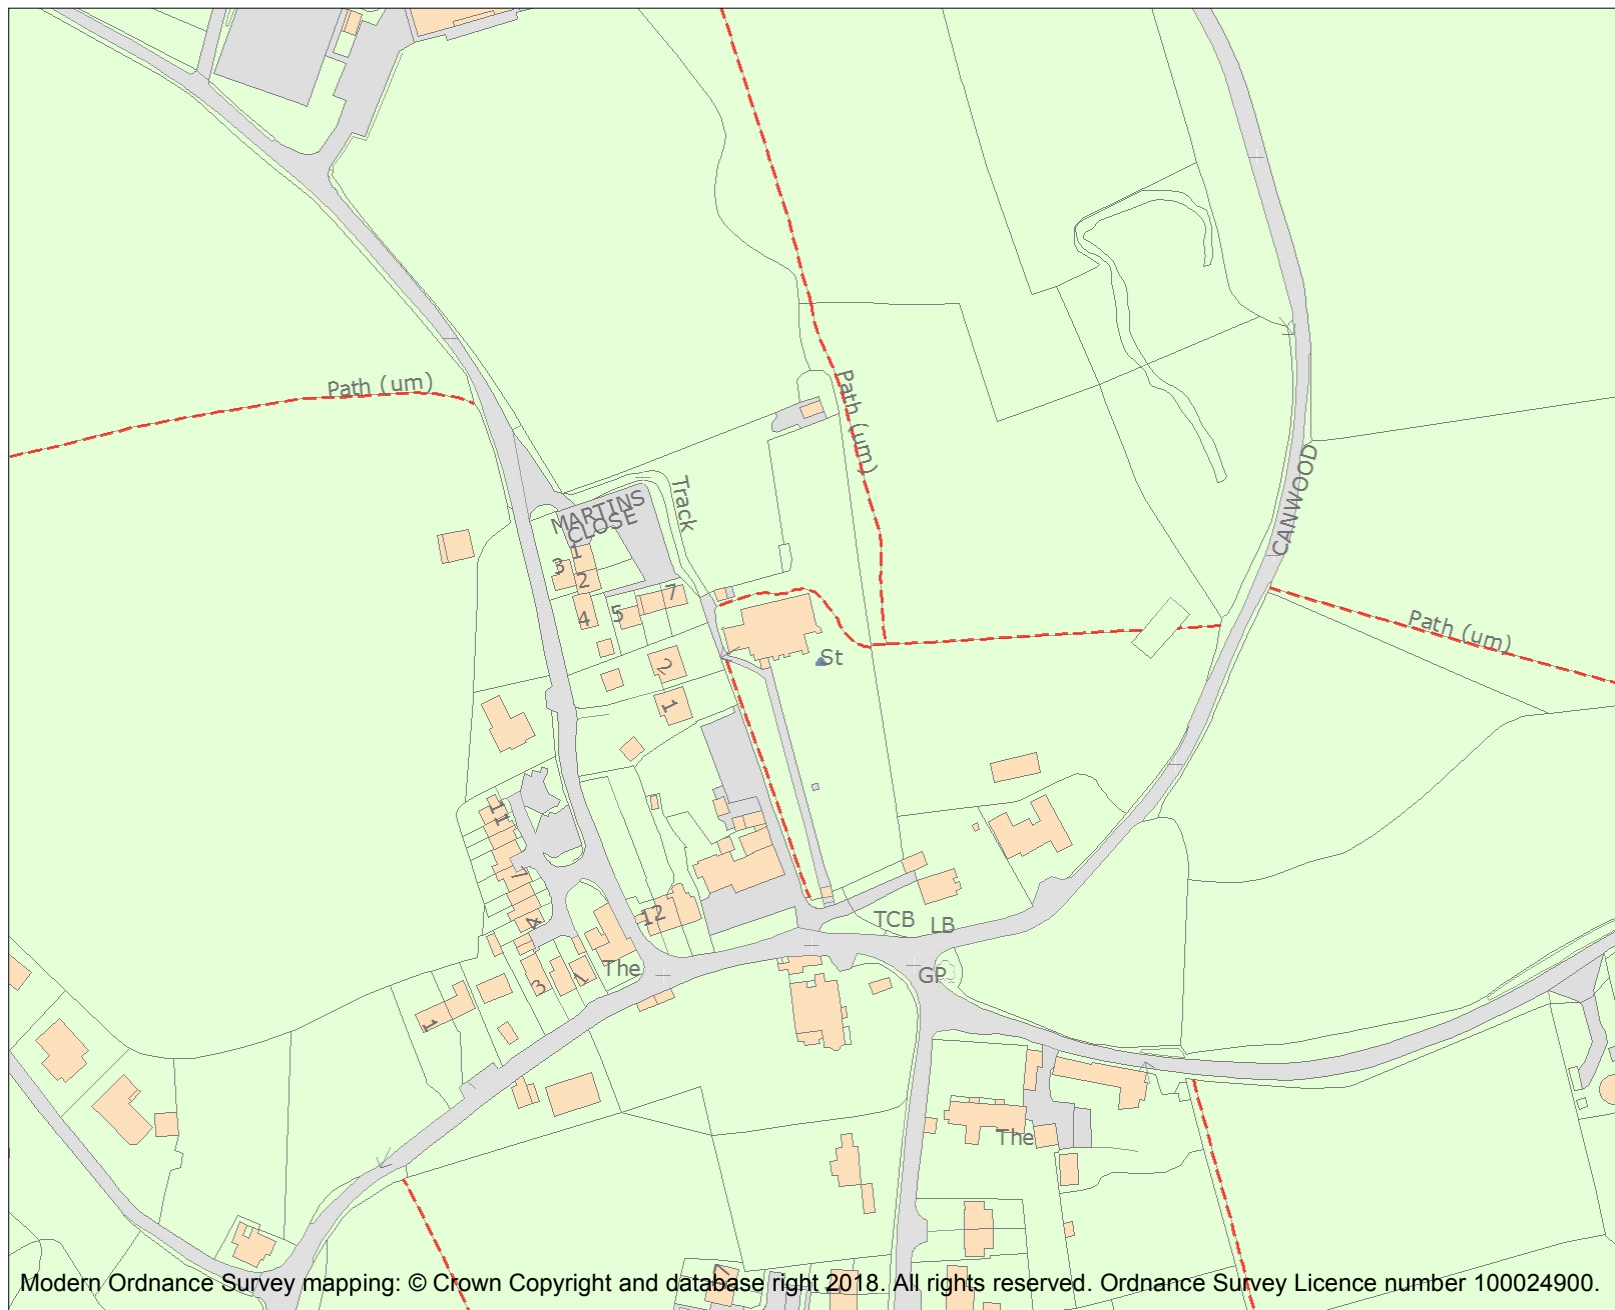 Path (um)
Path (um)
CANWOOD
Track
MARTINS
CLOSE
1
3
2
4
5
7
Path (um)
St
2
1
11
7
4
12
TCB
LB
The
GP
3
1
1
The
Modern Ordnance Survey mapping: © Crown Copyright and database right 2018. All rights reserved. Ordnance Survey Licence number 100024900.